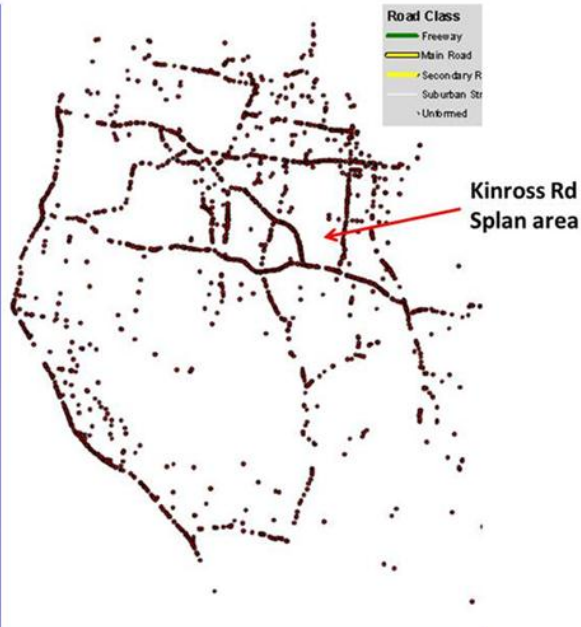 Road Class
Freeway
Main Road
Secondary R
Suburban Str
Unformed
Kinross Rd
Splan area